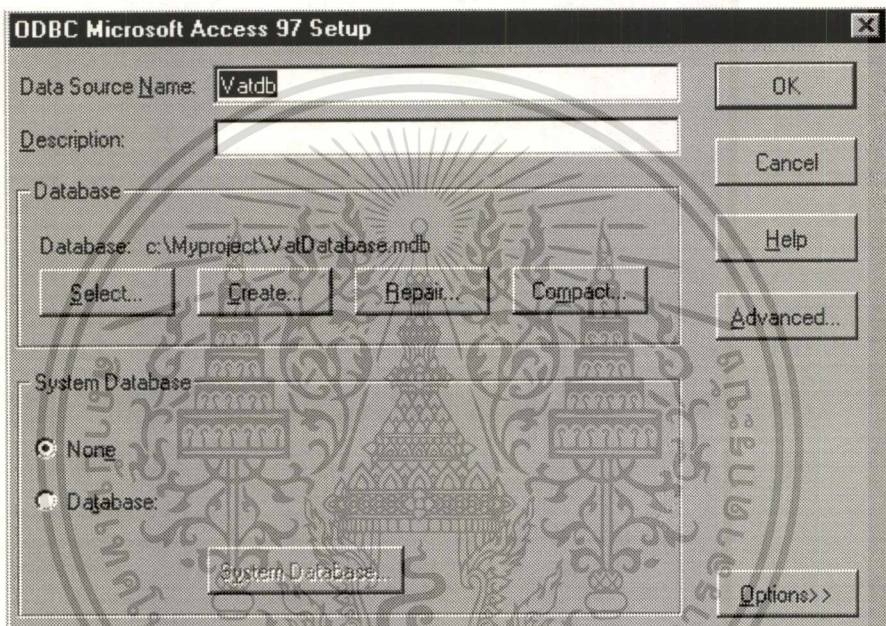 ODBC Microsoft Access 97 Setup
Data Source Name: Vatdb
OK
Description:
Cancel
Database
Database: c:\Myproject\VatDatabase.mdb
Help
Select... Create... Repair... Compact...
Advanced...
System Database
None
Database:
System Database...
Options>>